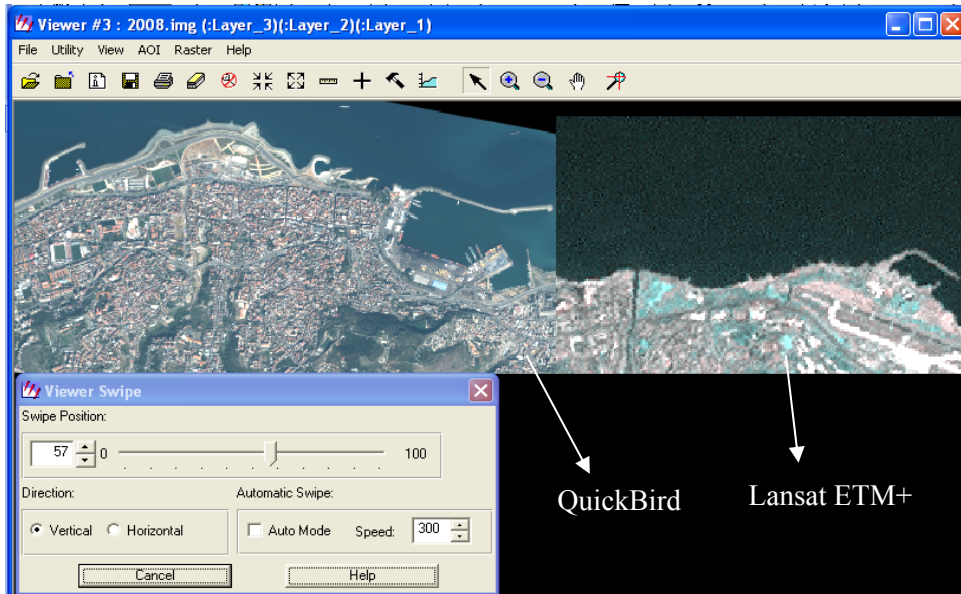 Viewer #3 : 2008.img (:Layer_3)(:Layer_2)(:Layer_1)
File Utility View AOI Raster Help
Viewer Swipe
Swipe Position:
57 0 100
Direction: Automatic Swipe:
Vertical Horizontal Auto Mode Speed: 300
Cancel Help
QuickBird Lansat ETM+